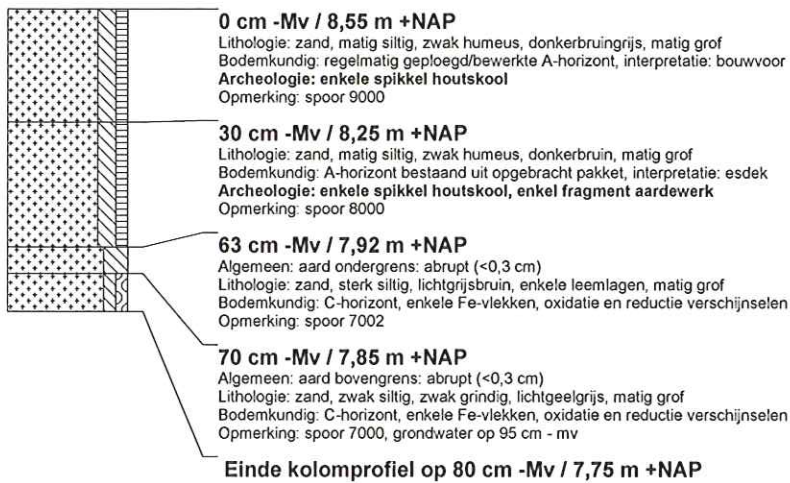 0 cm -Mv / 8,55 m +NAP
Lithologie: zand, matig siltig, zwak humeus, donkerbruingrijs, matig grof
Bodemkundig: regelmatig geploegd/bewerkte A-horizont, interpretatie: bouwvoor
Archeologie: enkele spikkel houtskool
Opmerking: spoor 9000
30 cm -Mv / 8,25 m +NAP
Lithologie: zand, matig siltig, zwak humeus, donkerbruin, matig grof
Bodemkundig: A-horizont bestaand uit opgebracht pakket, interpretatie: esdek
Archeologie: enkele spikkel houtskool, enkel fragment aardewerk
Opmerking: spoor 8000
63 cm -Mv / 7,92 m +NAP
Algemeen: aard ondergrens: abrupt (<0,3 cm)
Lithologie: zand, sterk siltig, lichtgrijsbruin, enkele leemlagen, matig grof
Bodemkundig: C-horizont, enkele Fe-vlekken, oxidatie en reductie verschijnselen
Opmerking: spoor 7002
70 cm -Mv / 7,85 m +NAP
Algemeen: aard bovengrens: abrupt (<0,3 cm)
Lithologie: zand, zwak siltig, zwak grindig, lichtgeelgrijs, matig grof
Bodemkundig: C-horizont, enkele Fe-vlekken, oxidatie en reductie verschijnselen
Opmerking: spoor 7000, grondwater op 95 cm - mv
Einde kolomprofiel op 80 cm -Mv / 7,75 m +NAP